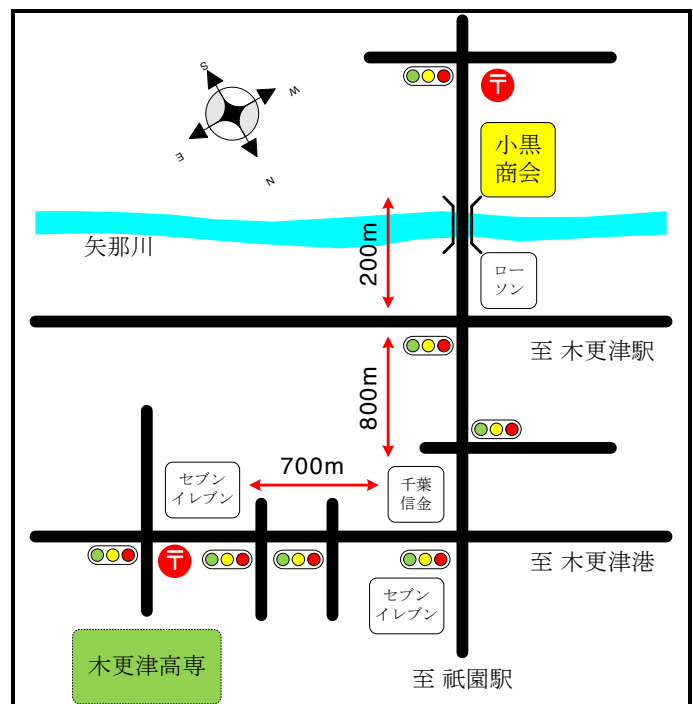 S
W
E
N
〒
小黒
商会
矢那川
200m
ロー
ソン
至 木更津駅
800m
700m
セブン
イレブン
千葉
信金
〒
至 木更津港
セブン
イレブン
木更津高専
至 祇園駅